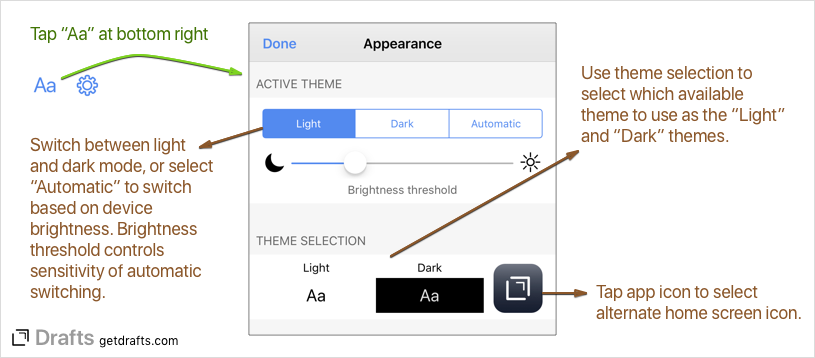 Tap “Aa” at bottom right
Aa
Switch between light
and dark mode, or select
“Automatic” to switch
based on device
brightness. Brightness
threshold controls
sensitivity of automatic
switching.
Done
Appearance
ACTIVE THEME
Light
Dark
Automatic
Brightness threshold
THEME SELECTION
Light
Dark
Aa
Aa
Use theme selection to
select which available
theme to use as the “Light”
and “Dark” themes.
Tap app icon to select
alternate home screen icon.
Drafts getdrafts.com